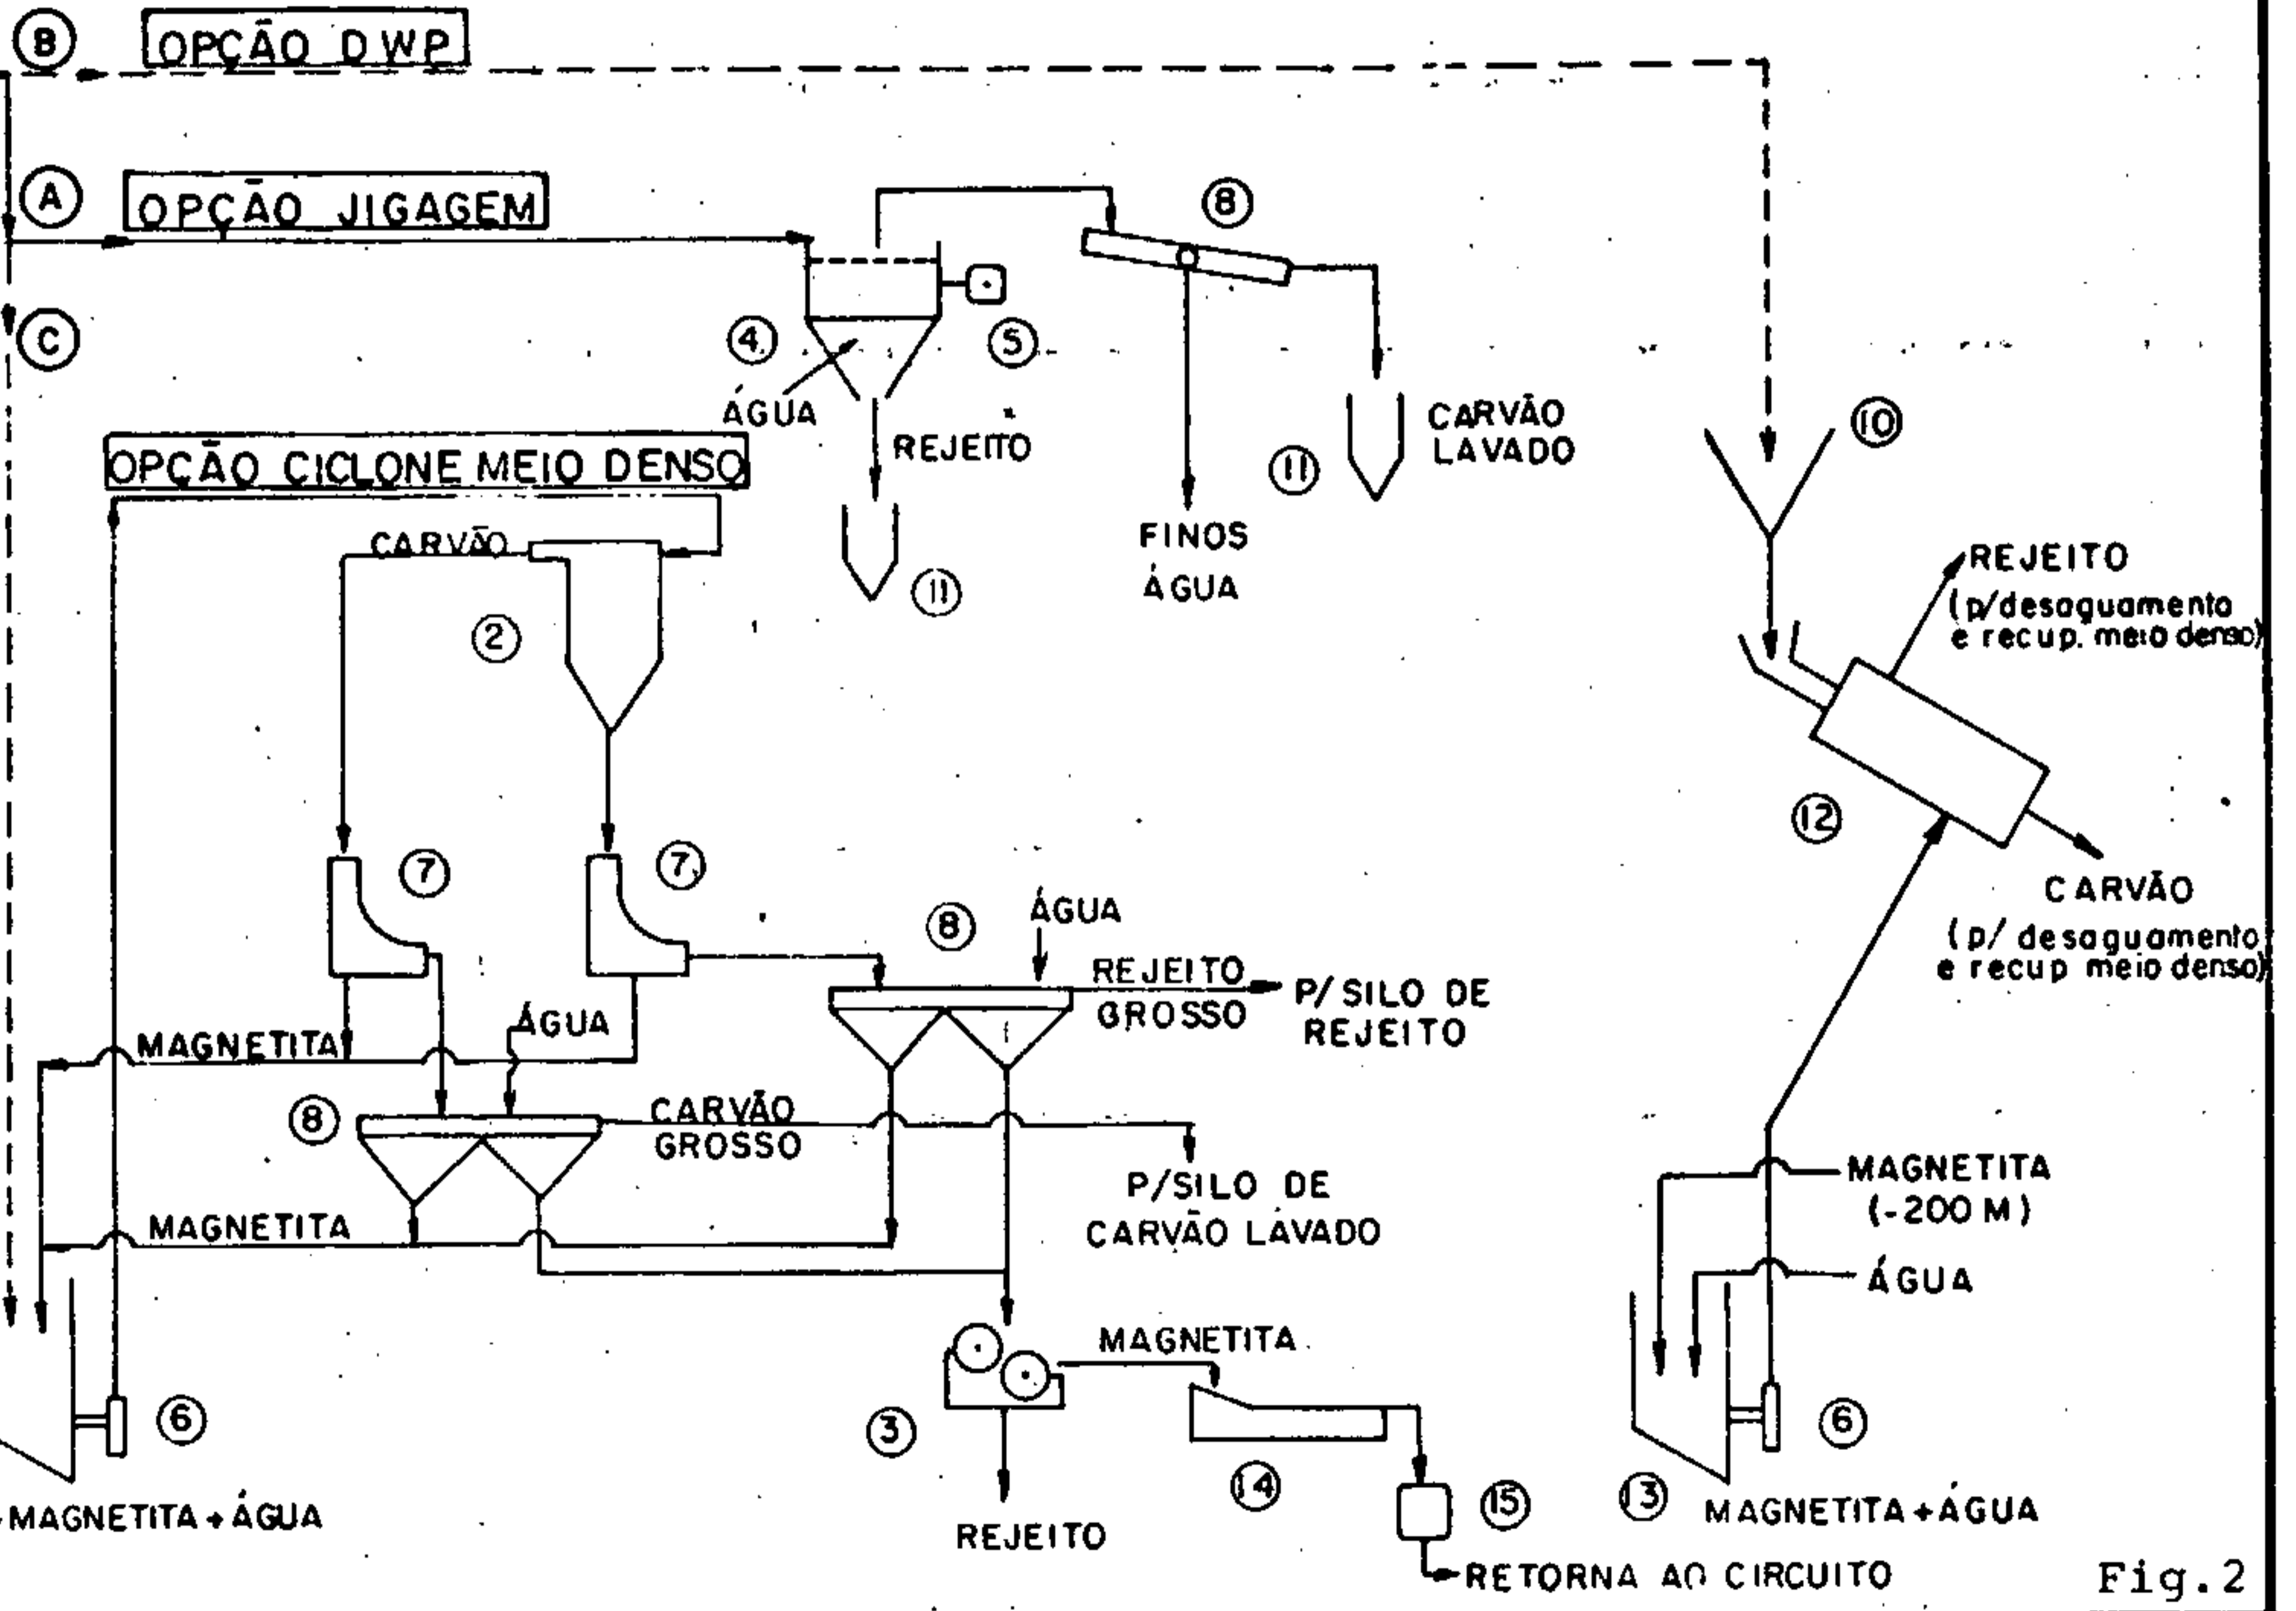 B
OPÇÃO DWP
A
OPÇÃO JIGAGEM
8
C
4
5
ÁGUA
REJEITO
11
CARVÃO
LAVADO
10
OPÇÃO CICLONE MEIO DENSO
CARVÃO
FINOS
ÁGUA
11
2
REJEITO
(p/desaguamento
e recup. meio denso)
12
7
7
CARVÃO
(p/ desaguamento
e recup meio denso)
8
ÁGUA
REJEITO
GROSSO
P/SILO DE
REJEITO
ÁGUA
MAGNETITA
8
CARVÃO
GROSSO
P/SILO DE
CARVÃO LAVADO
MAGNETITA
MAGNETITA
(-200 M)
ÁGUA
MAGNETITA
6
3
14
15
REJEITO
6
13
MAGNETITA+ÁGUA
MAGNETITA+ÁGUA
RETORNA AO CIRCUITO
Fig.2